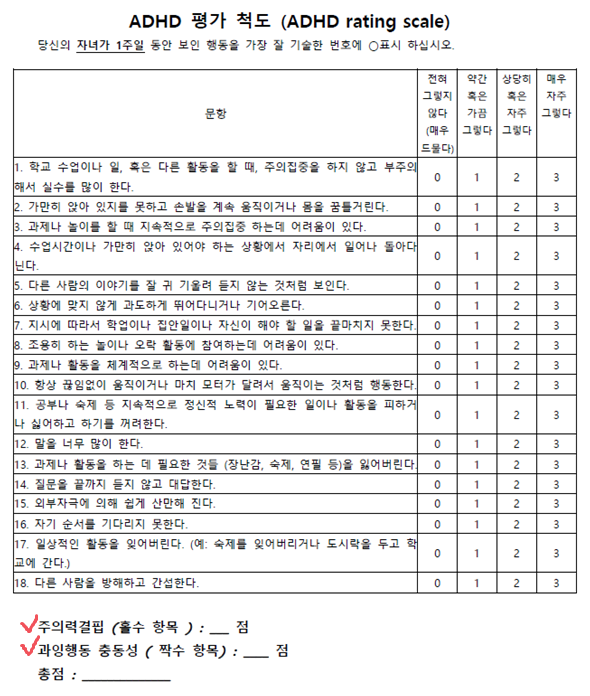 ADHD 평가 척도 (ADHD rating scale)
당신의 자녀가 1주일 동안 보인 행동을 가장 잘 기술한 번호에 ○표시 하십시오.
문항
전혀
그렇지
않다
(매우
드물다)
약간
혹은
가끔
그렇다
상당히
혹은
자주
그렇다
매우
자주
그렇다
1. 학교 수업이나 일, 혹은 다른 활동을 할 때, 주의집중을 하지 않고 부주의
해서 실수를 많이 한다.
0 1 2 3
2. 가만히 앉아 있지를 못하고 손발을 계속 움직이거나 몸을 꿈틀거린다. 0 1 2 3
3. 과제나 놀이를 할 때 지속적으로 주의집중 하는데 어려움이 있다. 0 1 2 3
4. 수업시간이나 가만히 앉아 있어야 하는 상황에서 자리에서 일어나 돌아다
닌다.
0 1 2 3
5. 다른 사람의 이야기를 잘 귀 기울려 듣지 않는 것처럼 보인다. 0 1 2 3
6. 상황에 맞지 않게 과도하게 뛰어다니거나 기어오른다. 0 1 2 3
7. 지시에 따라서 학업이나 집안일이나 자신이 해야 할 일을 끝마치지 못한다. 0 1 2 3
8. 조용히 하는 놀이나 오락 활동에 참여하는데 어려움이 있다. 0 1 2 3
9. 과제나 활동을 체계적으로 하는데 어려움이 있다. 0 1 2 3
10. 항상 끊임없이 움직이거나 마치 모터가 달려서 움직이는 것처럼 행동한다. 0 1 2 3
11. 공부나 숙제 등 지속적으로 정신적 노력이 필요한 일이나 활동을 피하거
나 싫어하고 하기를 꺼려한다.
0 1 2 3
12. 말을 너무 많이 한다. 0 1 2 3
13. 과제나 활동을 하는 데 필요한 것들 (장난감, 숙제, 연필 등)을 잃어버린다. 0 1 2 3
14. 질문을 끝까지 듣지 않고 대답한다. 0 1 2 3
15. 외부자극에 의해 쉽게 산만해 진다. 0 1 2 3
16. 자기 순서를 기다리지 못한다. 0 1 2 3
17. 일상적인 활동을 잊어버린다. (예: 숙제를 잊어버리거나 도시락을 두고 학
교에 간다.)
0 1 2 3
18. 다른 사람을 방해하고 간섭한다. 0 1 2 3
주의력결핍 (홀수 항목 ) : ___ 점
과잉행동 충동성 ( 짝수 항목) : ____ 점
총점 : ______________